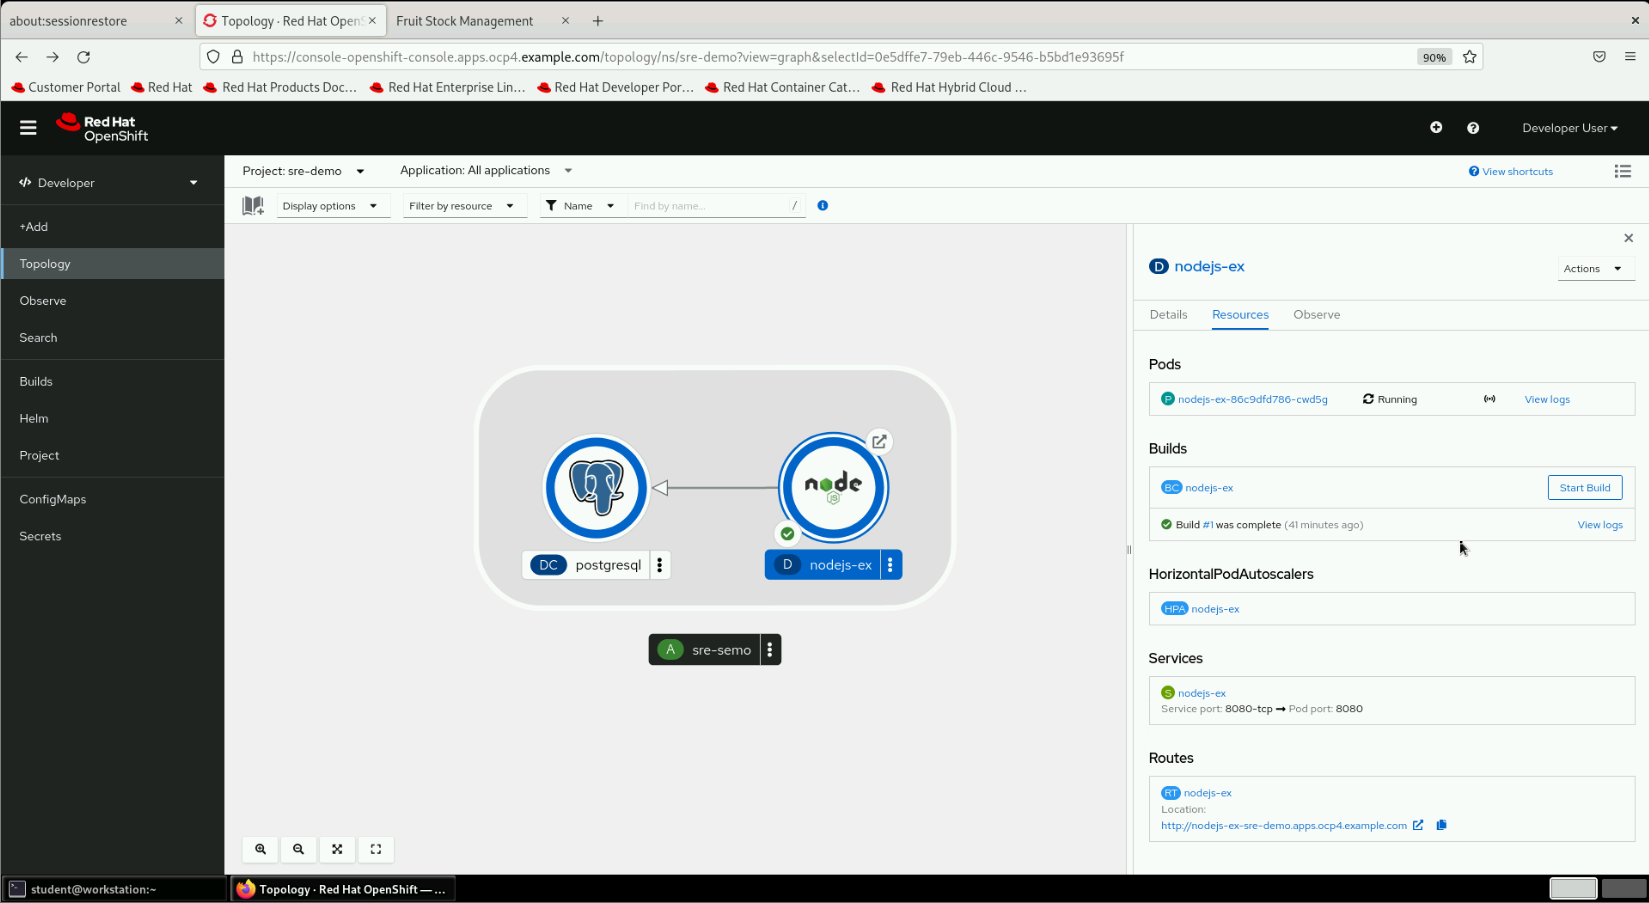 about:sessionrestore
Topology · Red Hat OpenS
Fruit Stock Management
https://console-openshift-console.apps.ocp4.example.com/topology/ns/sre-demo?view=graph&selectId=0e5dffe7-79eb-446c-9546-b5bd1e93695f
90%
Customer Portal
Red Hat
Red Hat Products Doc...
Red Hat Enterprise Lin...
Red Hat Developer Por...
Red Hat Container Cat...
Red Hat Hybrid Cloud ...
Red Hat
OpenShift
Developer User
</> Developer
+Add
Topology
Observe
Search
Builds
Helm
Project
ConfigMaps
Secrets
Project: sre-demo
Application: All applications
View shortcuts
Display options
Filter by resource
Name
Find by name...
/
DC postgresql
node
JS
D nodejs-ex
A sre-semo
D nodejs-ex
Actions
Details
Resources
Observe
Pods
P nodejs-ex-86c9dfd786-cwd5g
Running
View logs
Builds
BC nodejs-ex
Start Build
Build #1 was complete (41 minutes ago)
View logs
HorizontalPodAutoscalers
HPA nodejs-ex
Services
S nodejs-ex
Service port: 8080-tcp → Pod port: 8080
Routes
RT nodejs-ex
Location:
http://nodejs-ex-sre-demo.apps.ocp4.example.com
student@workstation:~
Topology · Red Hat OpenShift — ...